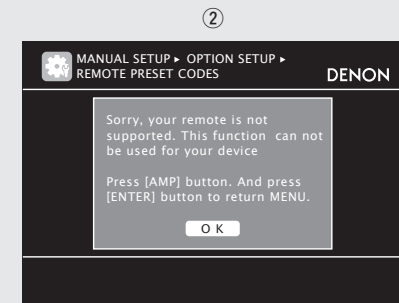 ②
MANUAL SETUP ▸ OPTION SETUP ▸
REMOTE PRESET CODES
DENON
Sorry, your remote is not
supported. This function can not
be used for your device
Press [AMP] button. And press
[ENTER] button to return MENU.
O K